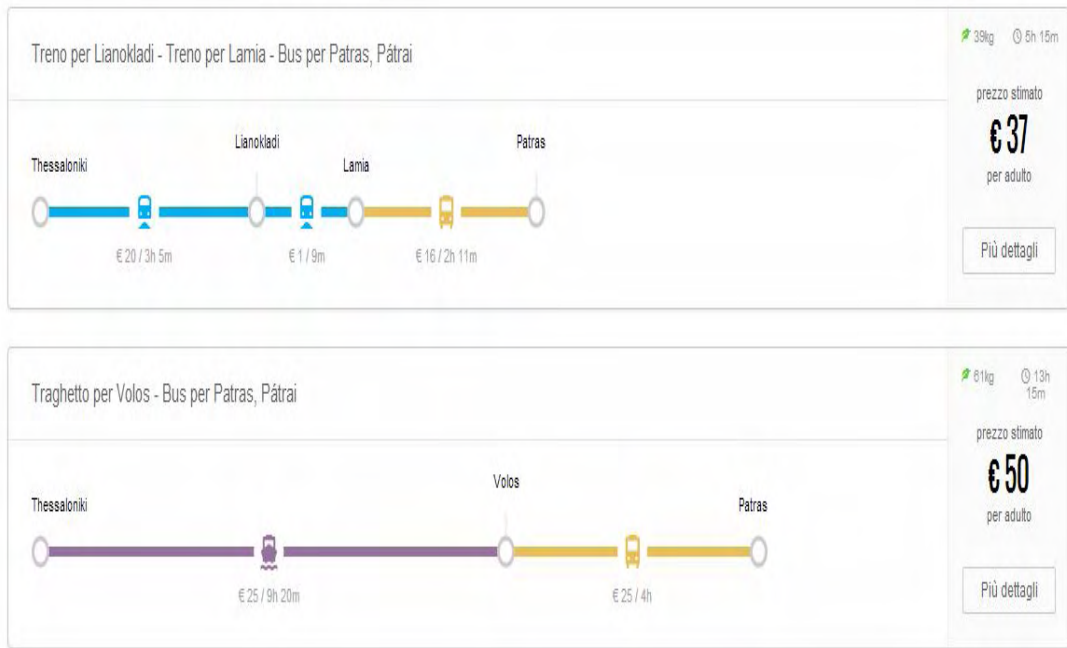 Treno per Lianokladi - Treno per Lamia - Bus per Patras, Pátrai
39kg 5h 15m
prezzo stimato
€ 37
per adulto
Più dettagli
Lianokladi
Patras
Thessaloniki
Lamia
€ 20 / 3h 5m
€ 1 / 9m
€ 16 / 2h 11m
Traghetto per Volos - Bus per Patras, Pátrai
61kg 13h
15m
prezzo stimato
€ 50
per adulto
Più dettagli
Volos
Thessaloniki
Patras
€ 25 / 9h 20m
€ 25 / 4h